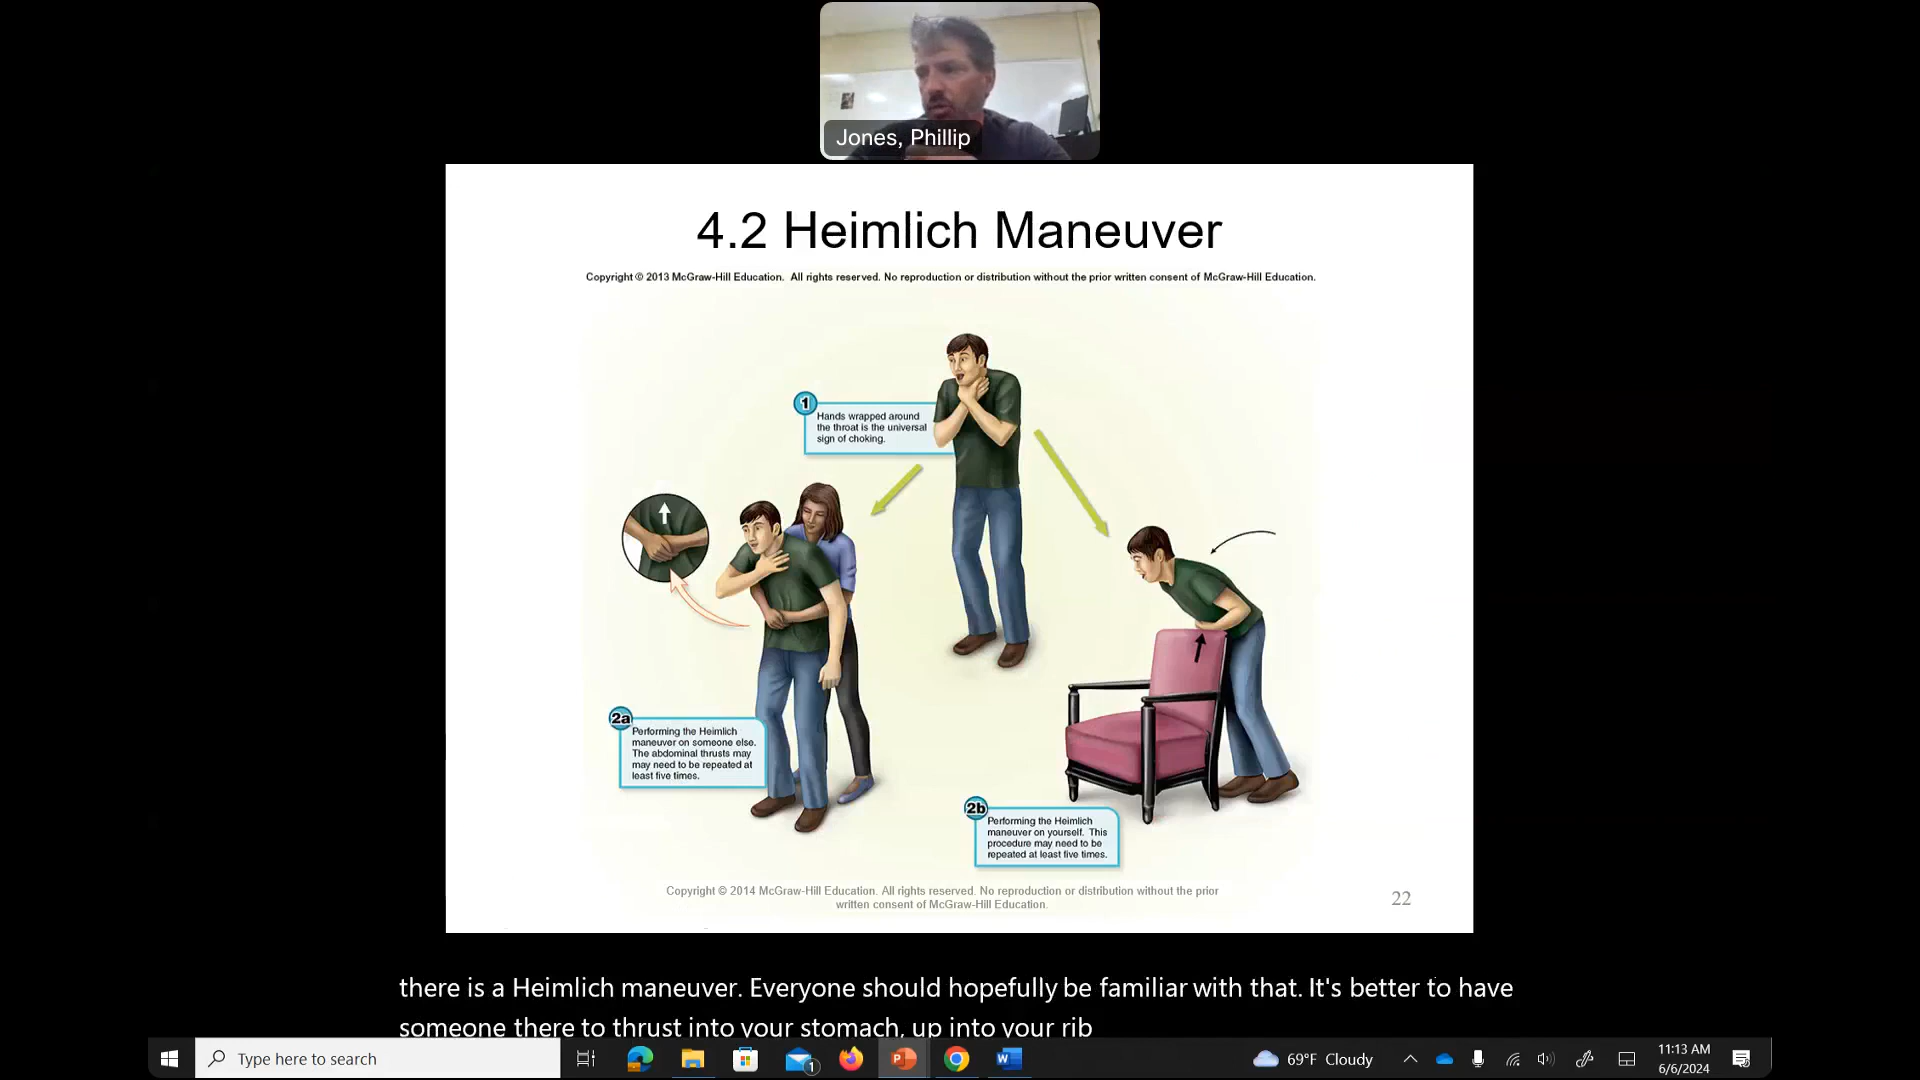 Jones, Phillip
4.2 Heimlich Maneuver
Copyright © 2013 McGraw-Hill Education. All rights reserved. No reproduction or distribution without the prior written consent of McGraw-Hill Education.
1
Hands wrapped around
the throat is the universal
sign of choking.
2a
Performing the Heimlich
maneuver on someone else.
The abdominal thrusts may
may need to be repeated at
least five times.
2b
Performing the Heimlich
maneuver on yourself. This
procedure may need to be
repeated at least five times.
Copyright © 2014 McGraw-Hill Education. All rights reserved. No reproduction or distribution without the prior
written consent of McGraw-Hill Education.
22
there is a Heimlich maneuver. Everyone should hopefully be familiar with that. It's better to have
someone there to thrust into your stomach, up into your rib
Type here to search
1
P
W
69°F Cloudy
11:13 AM
6/6/2024